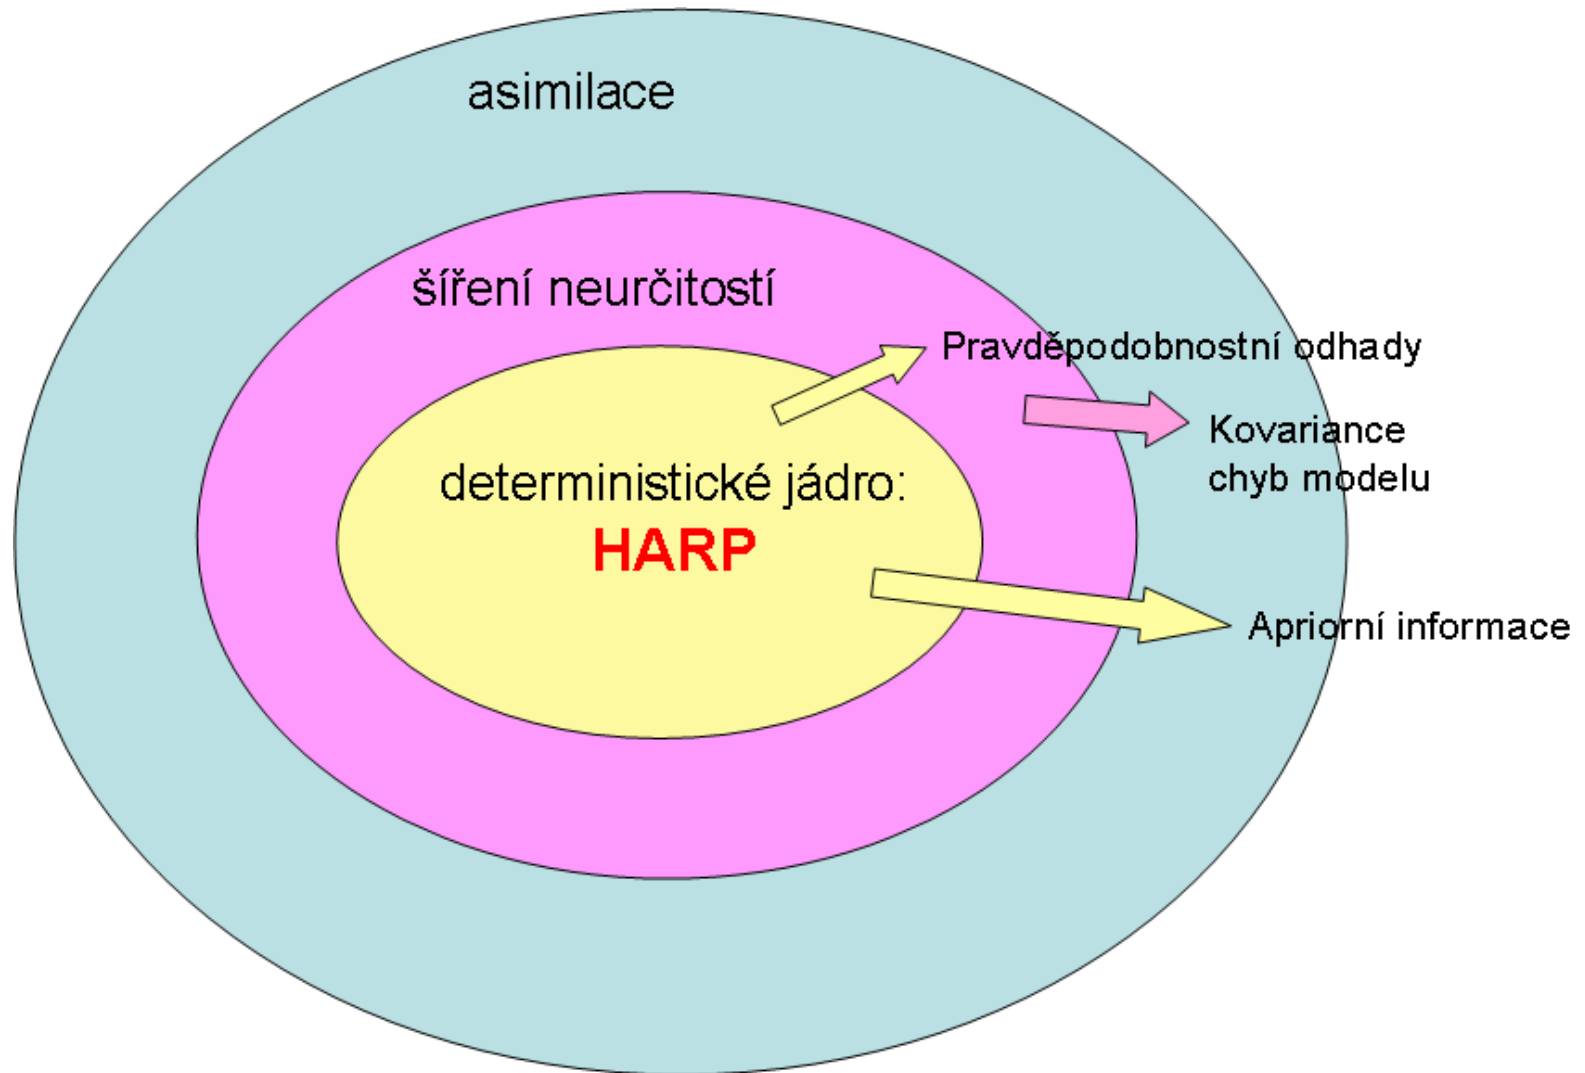 asimilace
šíření neurčitostí
Pravděpodobnostní odhady
Kovariance
chyb modelu
deterministické jádro:
HARP
Apriorní informace